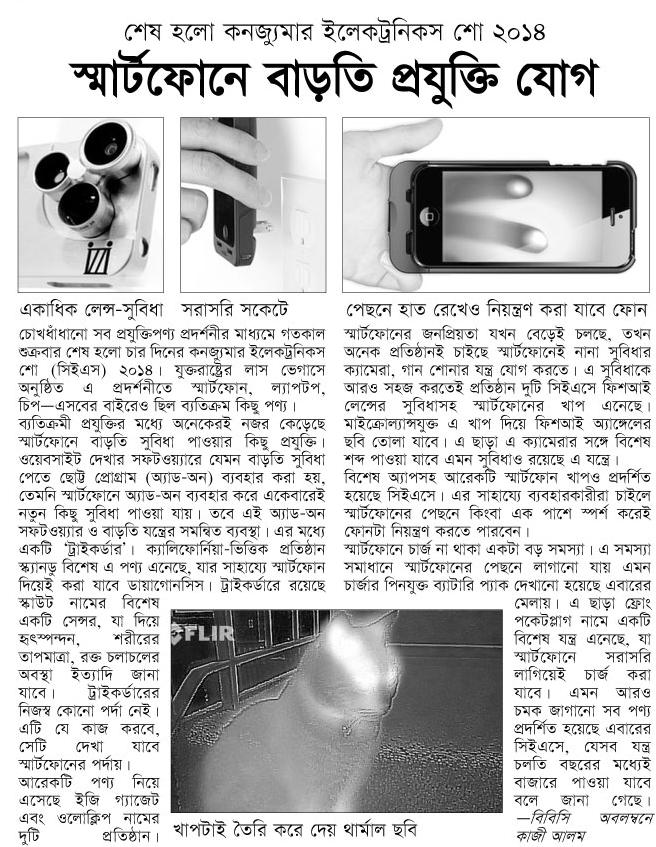 শেষ হলো কনজ্যুমার ইলেকট্রনিকস শো ২০১৪
স্মার্টফোনে বাড়তি প্রযুক্তি যোগ
একাধিক লেন্স-সুবিধা
সরাসরি সকেটে
পেছনে হাত রেখেও নিয়ন্ত্রণ করা যাবে ফোন
চোখধাঁধানো সব প্রযুক্তিপণ্য প্রদর্শনীর মাধ্যমে গতকাল
শুক্রবার শেষ হলো চার দিনের কনজ্যুমার ইলেকট্রনিকস
শো (সিইএস) ২০১৪। যুক্তরাষ্ট্রের লাস ভেগাসে
অনুষ্ঠিত এ প্রদর্শনীতে স্মার্টফোন, ল্যাপটপ,
চিপ—এসবের বাইরেও ছিল ব্যতিক্রম কিছু পণ্য।
ব্যতিক্রমী প্রযুক্তির মধ্যে অনেকেরই নজর কেড়েছে
স্মার্টফোনে বাড়তি সুবিধা পাওয়ার কিছু প্রযুক্তি।
ওয়েবসাইট দেখার সফটওয়্যারে যেমন বাড়তি সুবিধা
পেতে ছোট্ট প্রোগ্রাম (অ্যাড-অন) ব্যবহার করা হয়,
তেমনি স্মার্টফোনে অ্যাড-অন ব্যবহার করে একেবারেই
নতুন কিছু সুবিধা পাওয়া যায়। তবে এই অ্যাড-অন
সফটওয়্যার ও বাড়তি যন্ত্রের সমন্বিত ব্যবস্থা। এর মধ্যে
একটি ‘ট্রাইকর্ডার’। ক্যালিফোর্নিয়া-ভিত্তিক প্রতিষ্ঠান
স্ক্যানডু বিশেষ এ পণ্য এনেছে, যার সাহায্যে স্মার্টফোন
দিয়েই করা যাবে ডায়াগোনসিস। ট্রাইকর্ডারে রয়েছে
স্কাউট নামের বিশেষ
একটি সেন্সর, যা দিয়ে
হৃৎস্পন্দন, শরীরের
তাপমাত্রা, রক্ত চলাচলের
অবস্থা ইত্যাদি জানা
যাবে। ট্রাইকর্ডারের
নিজস্ব কোনো পর্দা নেই।
এটি যে কাজ করবে,
সেটি দেখা যাবে
স্মার্টফোনের পর্দায়।
আরেকটি পণ্য নিয়ে
এসেছে ইজি গ্যাজেট
এবং ওলোক্লিপ নামের
দুটি প্রতিষ্ঠান।
স্মার্টফোনের জনপ্রিয়তা যখন বেড়েই চলছে, তখন
অনেক প্রতিষ্ঠানই চাইছে স্মার্টফোনেই নানা সুবিধার
ক্যামেরা, গান শোনার যন্ত্র যোগ করতে। এ সুবিধাকে
আরও সহজ করতেই প্রতিষ্ঠান দুটি সিইএসে ফিশআই
লেন্সের সুবিধাসহ স্মার্টফোনের খাপ এনেছে।
মাইক্রোল্যান্সযুক্ত এ খাপ দিয়ে ফিশআই অ্যাঙ্গেলের
ছবি তোলা যাবে। এ ছাড়া এ ক্যামেরার সঙ্গে বিশেষ
শব্দ পাওয়া যাবে এমন সুবিধাও রয়েছে এ যন্ত্রে।
বিশেষ অ্যাপসহ আরেকটি স্মার্টফোন খাপও প্রদর্শিত
হয়েছে সিইএসে। এর সাহায্যে ব্যবহারকারীরা চাইলে
স্মার্টফোনের পেছনে কিংবা এক পাশে স্পর্শ করেই
ফোনটা নিয়ন্ত্রণ করতে পারবেন।
স্মার্টফোনে চার্জ না থাকা একটা বড় সমস্যা। এ সমস্যা
সমাধানে স্মার্টফোনের পেছনে লাগানো যায় এমন
চার্জার পিনযুক্ত ব্যাটারি প্যাক দেখানো হয়েছে এবারের
মেলায়। এ ছাড়া ফ্রোং
পকেটপ্লাগ নামে একটি
বিশেষ যন্ত্র এনেছে, যা
স্মার্টফোনে সরাসরি
লাগিয়েই চার্জ করা
যাবে। এমন আরও
চমক জাগানো সব পণ্য
প্রদর্শিত হয়েছে এবারের
সিইএসে, যেসব যন্ত্র
চলতি বছরের মধ্যেই
বাজারে পাওয়া যাবে
বলে জানা গেছে।
—বিবিসি অবলম্বনে
কাজী আলম
FLIR
খাপটাই তৈরি করে দেয় থার্মাল ছবি